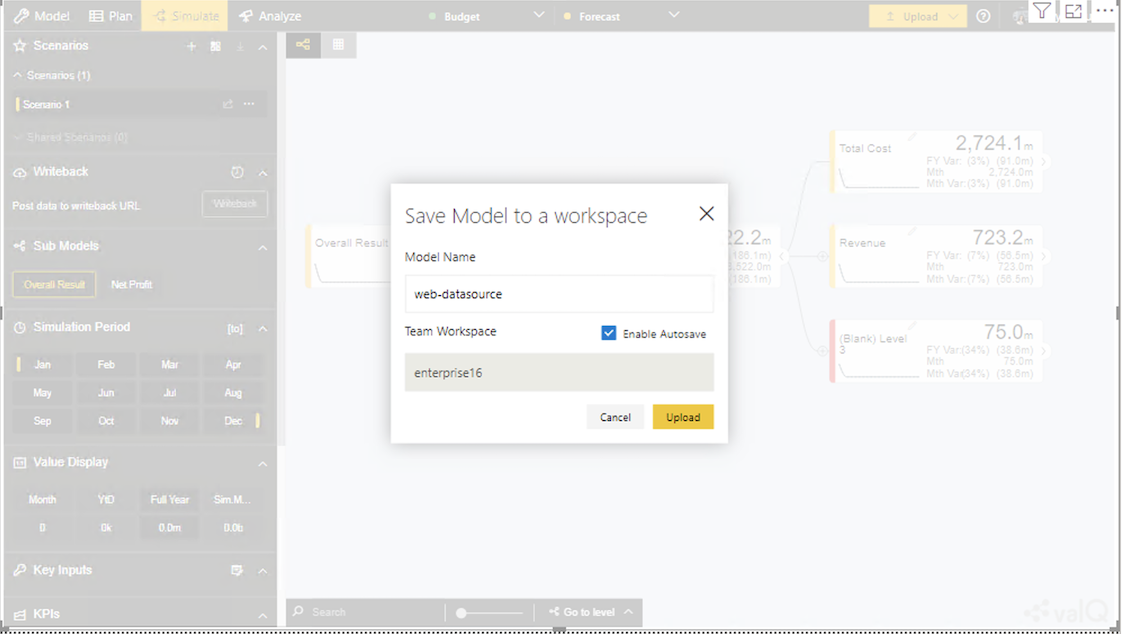 Model
Plan
Simulate
Analyze
Budget
Forecast
Upload
Scenarios
Scenarios (1)
Scenario 1
Shared Scenarios (0)
Writeback
Post data to writeback URL
Writeback
Sub Models
Overall Result
Net Profit
Simulation Period
[to]
Jan Feb Mar Apr
May Jun Jul Aug
Sep Oct Nov Dec
Value Display
Month YtD Full Year Sim.M...
0 0k 0.0m 0.0b
Key Inputs
KPIs
Overall Result
22.2m
186.1m)
3,522.0m
(186.1m)
Total Cost
2,724.1m
FY Var: (3%) (91.0m)
Mth 2,724.0m
Mth Var:(3%) (91.0m)
Revenue
723.2m
FY Var: (7%) (56.5m)
Mth 723.0m
Mth Var:(7%) (56.5m)
(Blank) Level
3
75.0m
FY Var:(34%) (38.6m)
Mth 75.0m
Mth Var(34%) (38.6m)
Save Model to a workspace
Model Name
web-datasource
Team Workspace
Enable Autosave
enterprise16
Cancel
Upload
Search
Go to level
valQ